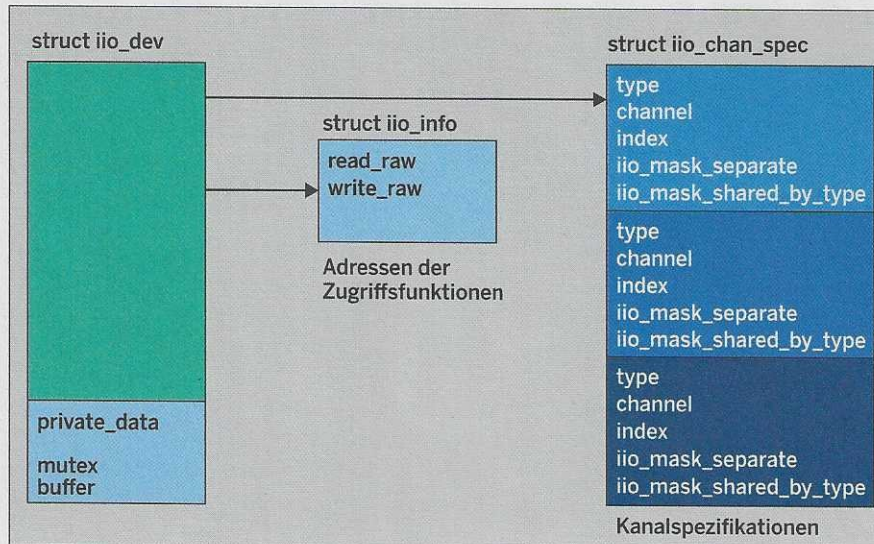 struct iio_dev
private_data
mutex
buffer
struct iio_info
read_raw
write_raw
Adressen der
Zugriffsfunktionen
struct iio_chan_spec
type
channel
index
iio_mask_separate
iio_mask_shared_by_type
type
channel
index
iio_mask_separate
iio_mask_shared_by_type
type
channel
index
iio_mask_separate
iio_mask_shared_by_type
Kanalspezifikationen